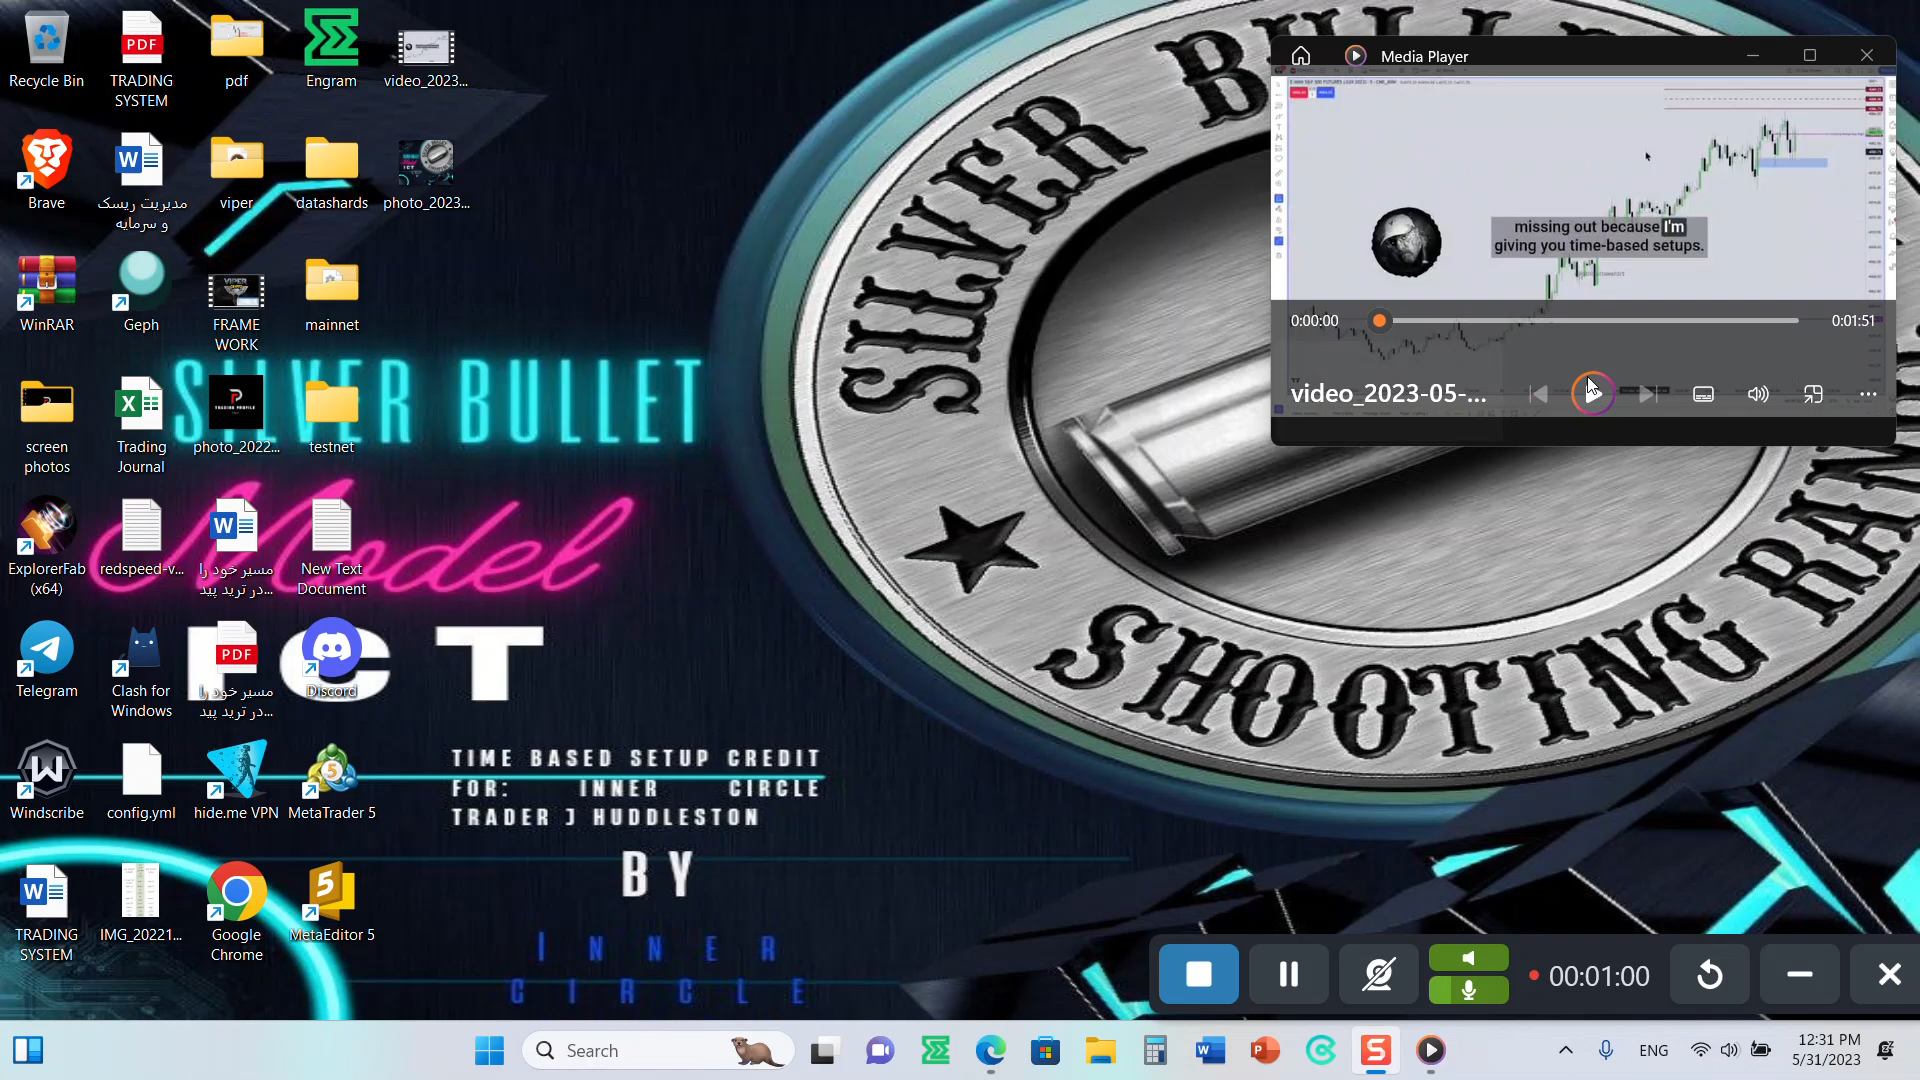 Recycle Bin
TRADING
SYSTEM
pdf
Engram
video_2023...
Brave
مدیریت ریسک
و سرمایه
viper
datashards
photo_2023...
WinRAR
Geph
FRAME
WORK
mainnet
screen
photos
Trading
Journal
photo_2022...
testnet
ExplorerFab
(x64)
redspeed-v...
مسیر خود را
در ترید پید...
New Text
Document
Telegram
Clash for
Windows
مسیر خود را
در ترید پید...
Discord
Windscribe
config.yml
hide.me VPN
MetaTrader 5
TRADING
SYSTEM
IMG_20221...
Google
Chrome
MetaEditor 5
SILVER BULLET
Model
ICT
TIME BASED SETUP CREDIT
FOR: INNER CIRCLE
TRADER J HUDDLESTON
BY
INNER
CIRCLE
SILVER BULL
SHOOTING RAN
Media Player
missing out because I'm
giving you time-based setups.
0:00:00
0:01:51
video_2023-05-...
00:01:00
Search
ENG
12:31 PM
5/31/2023